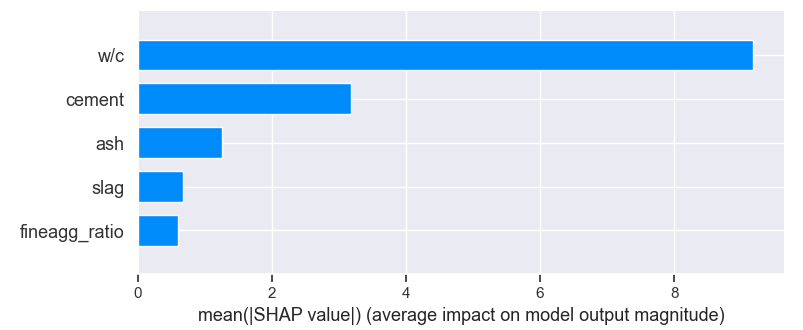 w/c
cement
ash
slag
fineagg_ratio
0 2 4 6 8
mean(|SHAP value|) (average impact on model output magnitude)